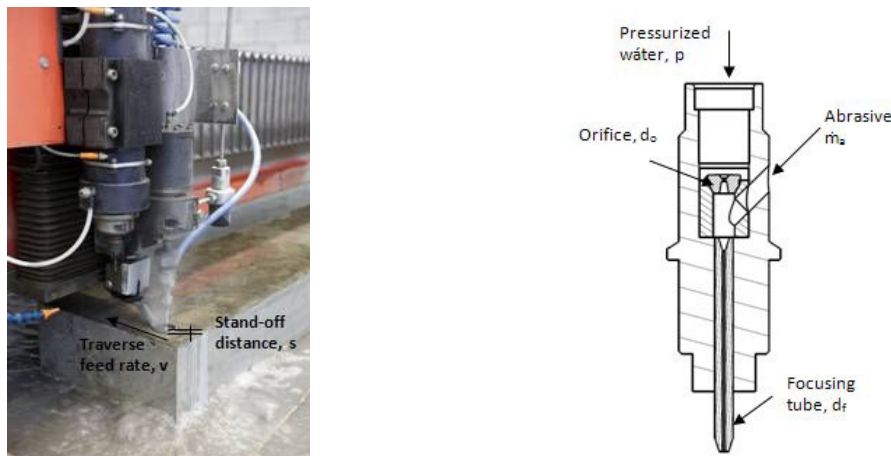 Stand-off
distance, s
Traverse
feed rate, v
Pressurized
wáter, p
Orifice, dₒ
Abrasive
ṁₐ
Focusing
tube, df